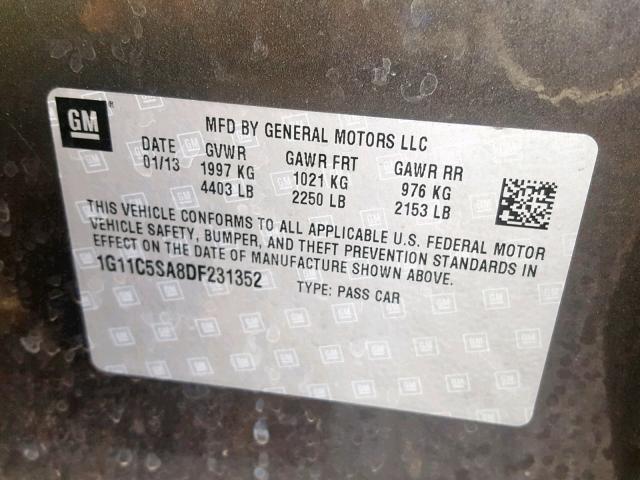 GM
MFD BY GENERAL MOTORS LLC
DATE GVWR GAWR FRT GAWR RR
01/13 1997 KG 1021 KG 976 KG
4403 LB 2250 LB 2153 LB
THIS VEHICLE CONFORMS TO ALL APPLICABLE U.S. FEDERAL MOTOR
VEHICLE SAFETY, BUMPER, AND THEFT PREVENTION STANDARDS IN
EFFECT ON THE DATE OF MANUFACTURE SHOWN ABOVE.
1G11C5SA8DF231352 TYPE: PASS CAR